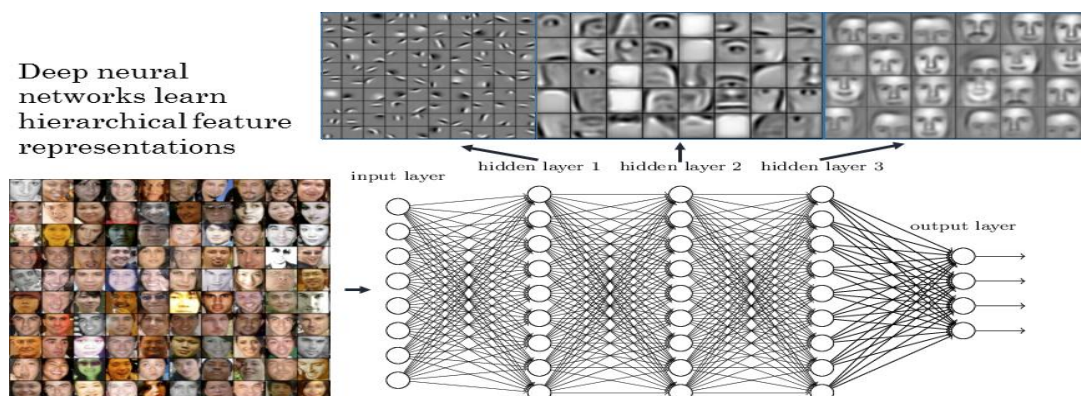 Deep neural
networks learn
hierarchical feature
representations
hidden layer 1 hidden layer 2 hidden layer 3
input layer
output layer